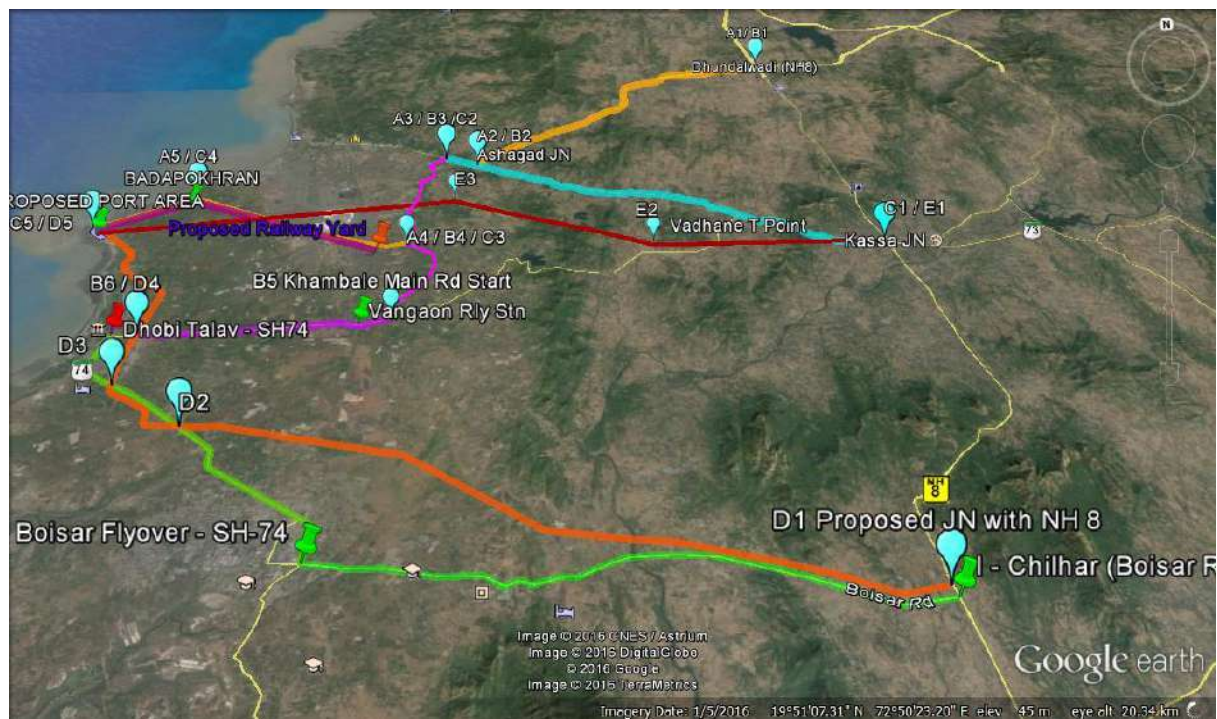 N
A1/ B1
Bhundalwadi (NH8)
A3 / B3 /C2
A2 / B2
Ashagad JN
A5 / C4
BADAPOKHRAN
E3
PROPOSED PORT AREA
C5 / D5
Proposed Railway Yard
A4 / B4 / C3
E2
Vadhane T Point
C1 / E1
Kassa JN
73
B6 / D4
B5 Khambale Main Rd Start
Vangaon Rly Stn
Dhobi Talav - SH74
D3
74
D2
NH
8
D1 Proposed JN with NH 8
Boisar Flyover - SH-74
I - Chilhar (Boisar R
Boisar Rd
Image © 2016 CNES / Astrium
Image © 2016 DigitalGlobe
© 2016 Google
Image © 2016 TerraMetrics
Google earth
Imagery Date: 1/5/2016 19°51'07.31" N 72°50'23.20" E elev 45 m eye alt 20.34 km